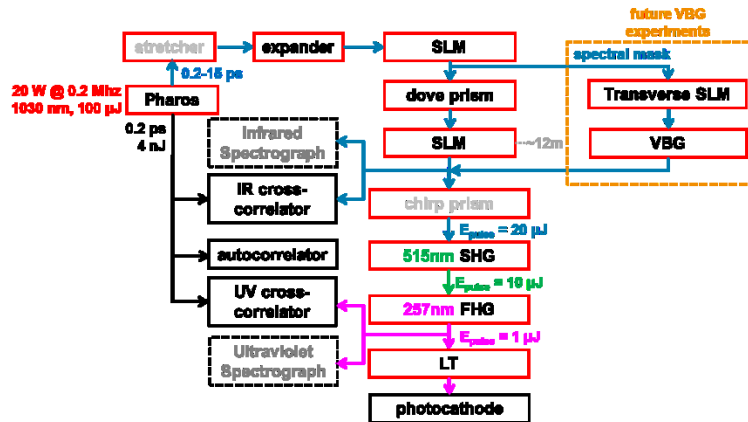 future VBG
experiments
stretcher
expander
SLM
spectral mask
0.2-15 ps
20 W @ 0.2 Mhz
1030 nm, 100 µJ
Pharos
dove prism
Transverse SLM
0.2 ps
4 nJ
Infrared
Spectrograph
SLM
~12m
VBG
IR cross-
correlator
chirp prism
E_pulse = 20 µJ
autocorrelator
515nm SHG
E_pulse = 10 µJ
UV cross-
correlator
257nm FHG
E_pulse = 1 µJ
Ultraviolet
Spectrograph
LT
photocathode